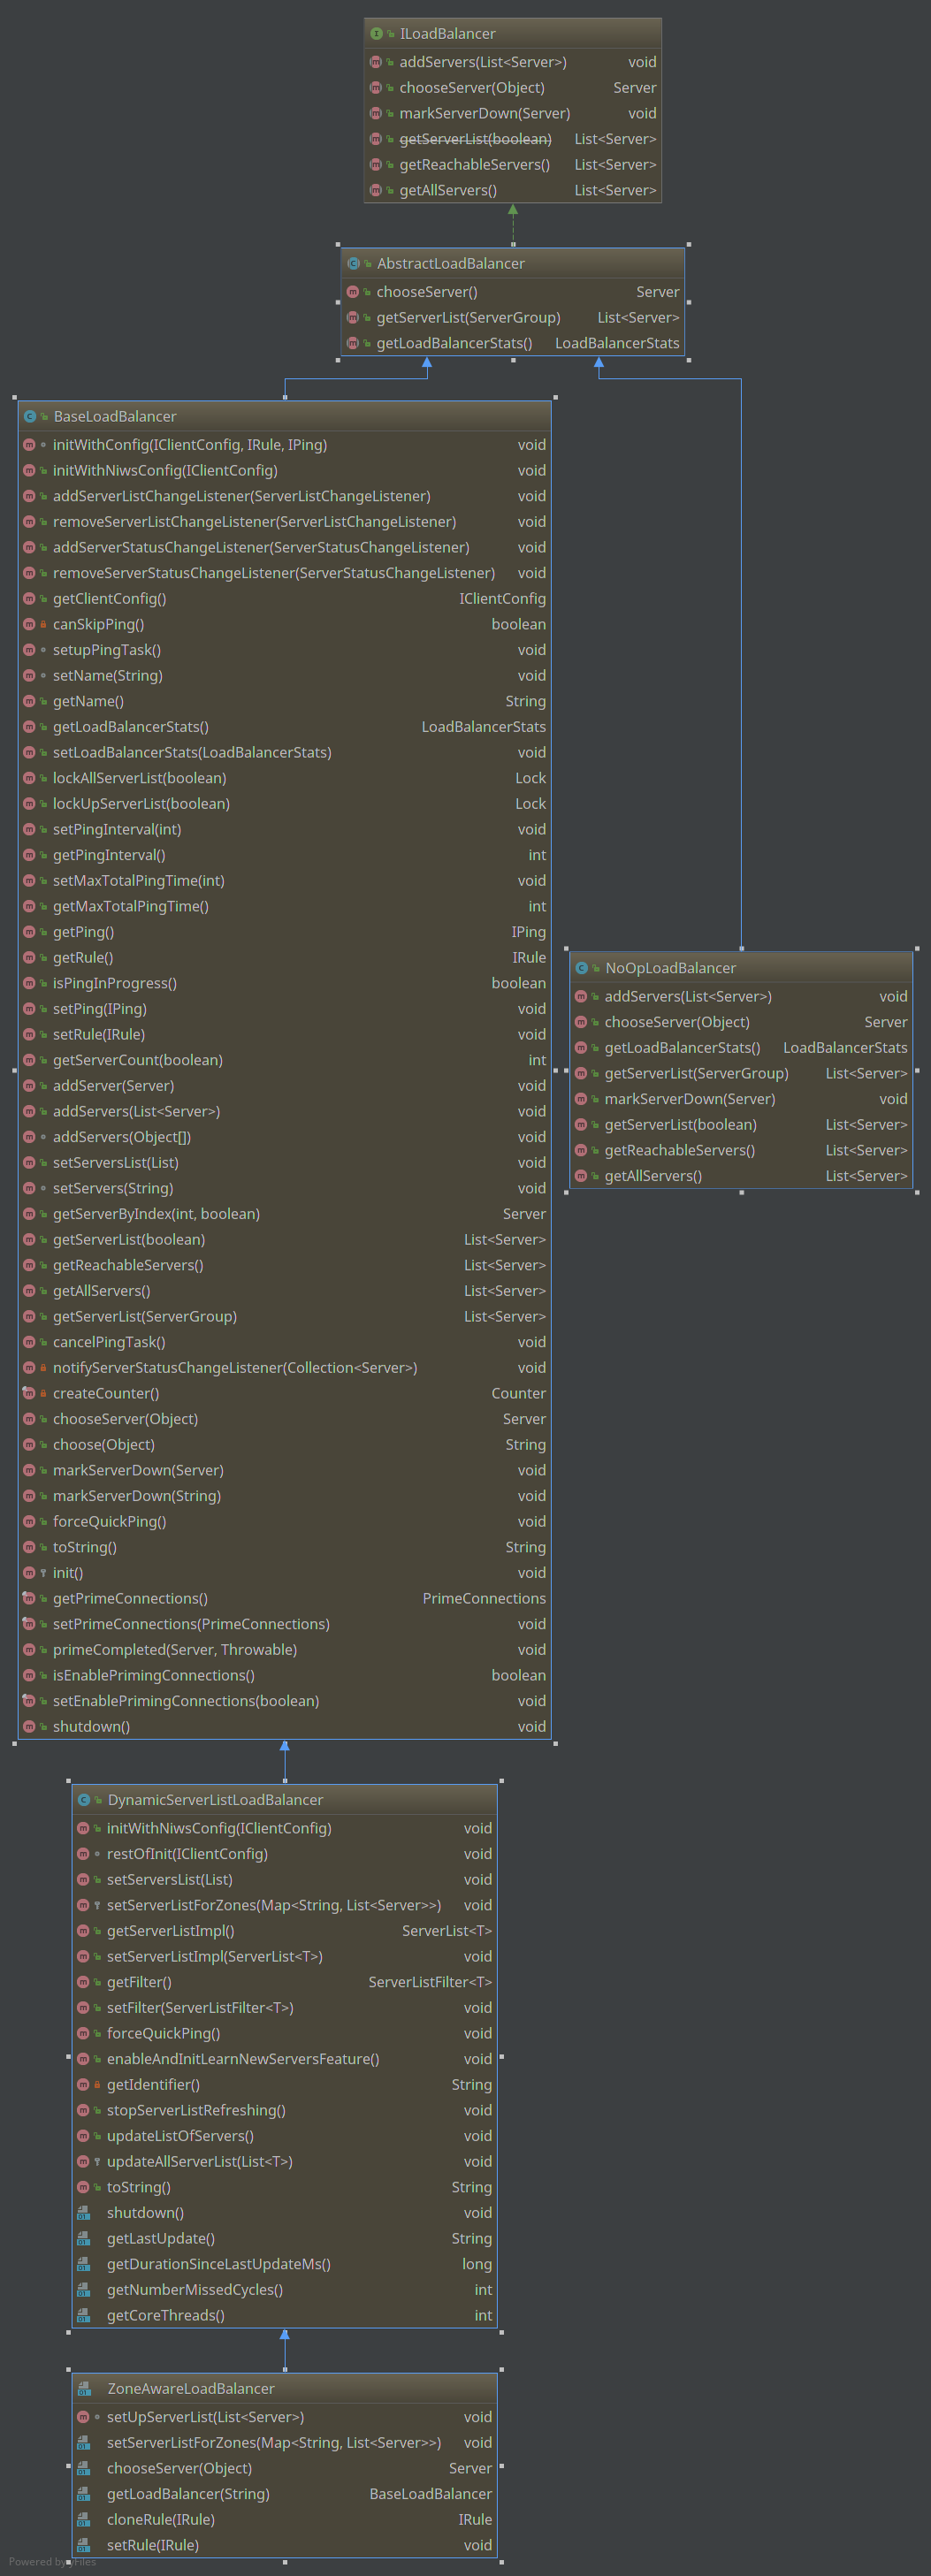 ILoadBalancer
addServers(List<Server>) void
chooseServer(Object) Server
markServerDown(Server) void
getServerList(boolean) List<Server>
getReachableServers() List<Server>
getAllServers() List<Server>
AbstractLoadBalancer
chooseServer() Server
getServerList(ServerGroup) List<Server>
getLoadBalancerStats() LoadBalancerStats
BaseLoadBalancer
initWithConfig(IClientConfig, IRule, IPing) void
initWithNiwsConfig(IClientConfig) void
addServerListChangeListener(ServerListChangeListener) void
removeServerListChangeListener(ServerListChangeListener) void
addServerStatusChangeListener(ServerStatusChangeListener) void
removeServerStatusChangeListener(ServerStatusChangeListener) void
getClientConfig() IClientConfig
canSkipPing() boolean
setupPingTask() void
setName(String) void
getName() String
getLoadBalancerStats() LoadBalancerStats
setLoadBalancerStats(LoadBalancerStats) void
lockAllServerList(boolean) Lock
lockUpServerList(boolean) Lock
setPingInterval(int) void
getPingInterval() int
setMaxTotalPingTime(int) void
getMaxTotalPingTime() int
getPing() IPing
getRule() IRule
isPingInProgress() boolean
setPing(IPing) void
setRule(IRule) void
getServerCount(boolean) int
addServer(Server) void
addServers(List<Server>) void
addServers(Object[]) void
setServersList(List) void
setServers(String) void
getServerByIndex(int, boolean) Server
getServerList(boolean) List<Server>
getReachableServers() List<Server>
getAllServers() List<Server>
getServerList(ServerGroup) List<Server>
cancelPingTask() void
notifyServerStatusChangeListener(Collection<Server>) void
createCounter() Counter
chooseServer(Object) Server
choose(Object) String
markServerDown(Server) void
markServerDown(String) void
forceQuickPing() void
toString() String
init() void
getPrimeConnections() PrimeConnections
setPrimeConnections(PrimeConnections) void
primeCompleted(Server, Throwable) void
isEnablePrimingConnections() boolean
setEnablePrimingConnections(boolean) void
shutdown() void
NoOpLoadBalancer
addServers(List<Server>) void
chooseServer(Object) Server
getLoadBalancerStats() LoadBalancerStats
getServerList(ServerGroup) List<Server>
markServerDown(Server) void
getServerList(boolean) List<Server>
getReachableServers() List<Server>
getAllServers() List<Server>
DynamicServerListLoadBalancer
initWithNiwsConfig(IClientConfig) void
restOfInit(IClientConfig) void
setServersList(List) void
setServerListForZones(Map<String, List<Server>>) void
getServerListImpl() ServerList<T>
setServerListImpl(ServerList<T>) void
getFilter() ServerListFilter<T>
setFilter(ServerListFilter<T>) void
forceQuickPing() void
enableAndInitLearnNewServersFeature() void
getIdentifier() String
stopServerListRefreshing() void
updateListOfServers() void
updateAllServerList(List<T>) void
toString() String
shutdown() void
getLastUpdate() String
getDurationSinceLastUpdateMs() long
getNumberMissedCycles() int
getCoreThreads() int
ZoneAwareLoadBalancer
setUpServerList(List<Server>) void
setServerListForZones(Map<String, List<Server>>) void
chooseServer(Object) Server
getLoadBalancer(String) BaseLoadBalancer
cloneRule(IRule) IRule
setRule(IRule) void
Powered by yFiles